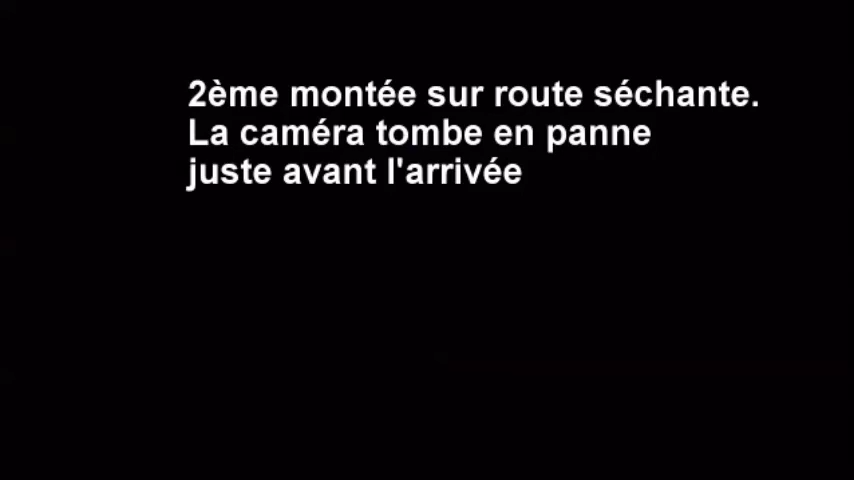 2ème montée sur route séchante.
La caméra tombe en panne
juste avant l'arrivée